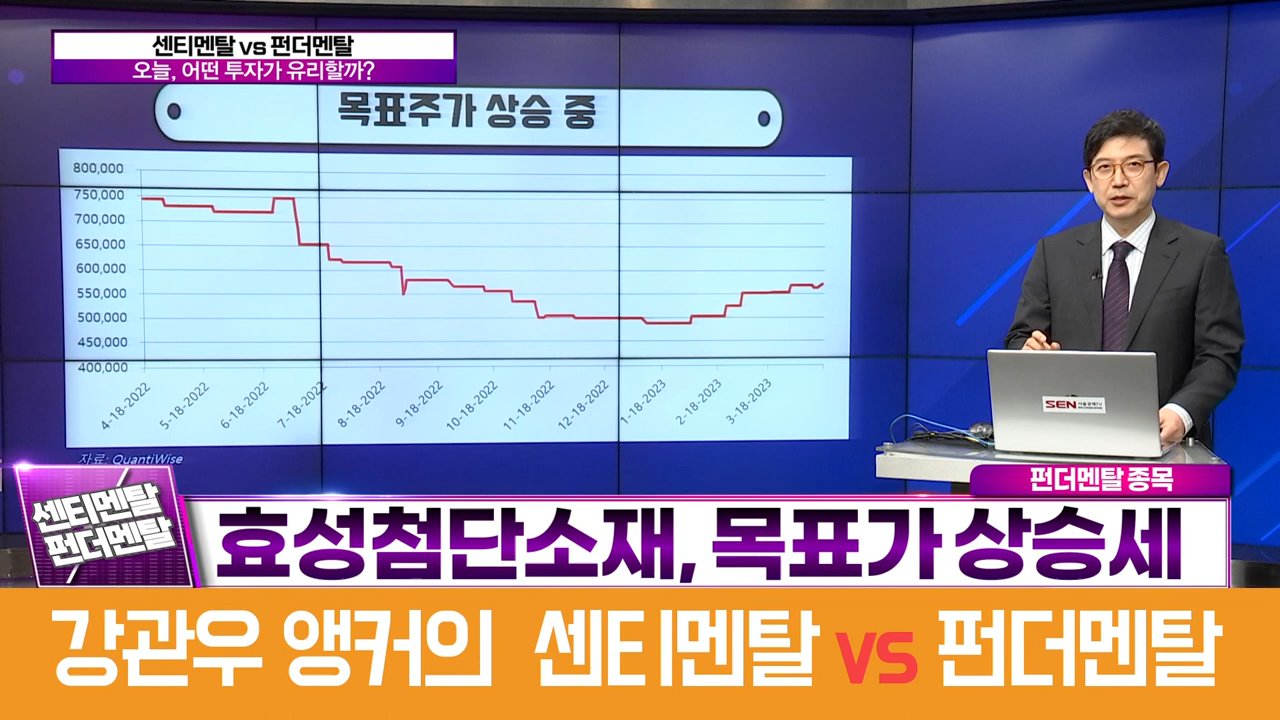 센티멘탈 vs 펀더멘탈
오늘, 어떤 투자가 유리할까?
목표주가 상승 중
800,000
750,000
700,000
650,000
600,000
550,000
500,000
450,000
400,000
4-18-2022
5-18-2022
6-18-2022
7-18-2022
8-18-2022
9-18-2022
10-18-2022
11-18-2022
12-18-2022
1-18-2023
2-18-2023
3-18-2023
자료: QuantiWise
SEN 서울경제TV
펀더멘탈 종목
센티멘탈
펀더멘탈
효성첨단소재, 목표가 상승세
강관우 앵커의 센티멘탈 vs 펀더멘탈